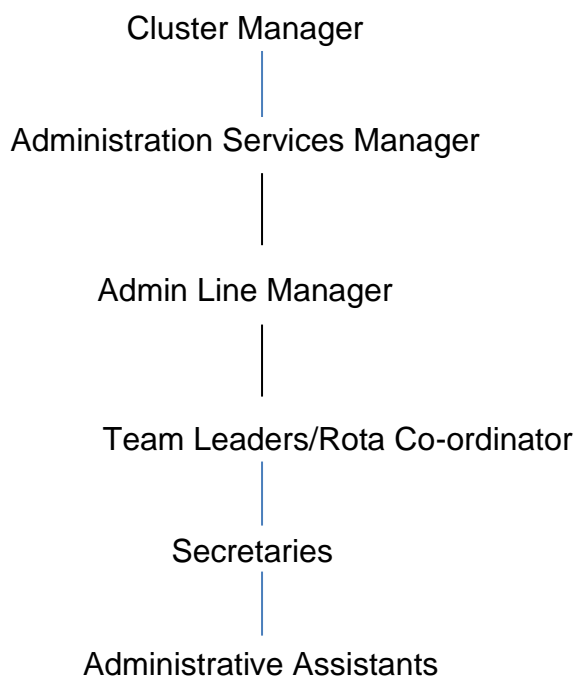 Cluster Manager
Administration Services Manager
Admin Line Manager
Team Leaders/Rota Co-ordinator
Secretaries
Administrative Assistants